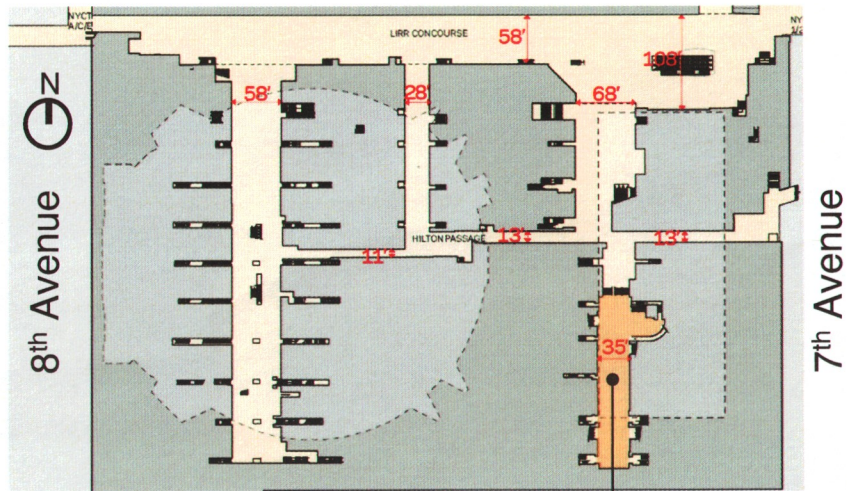 NYCT
A/C/E
LIRR CONCOURSE
58'
108'
NY
1/2
N
58'
28'
68'
8th Avenue
7th Avenue
HILTON PASSAGE
13'
13'
11'
35'